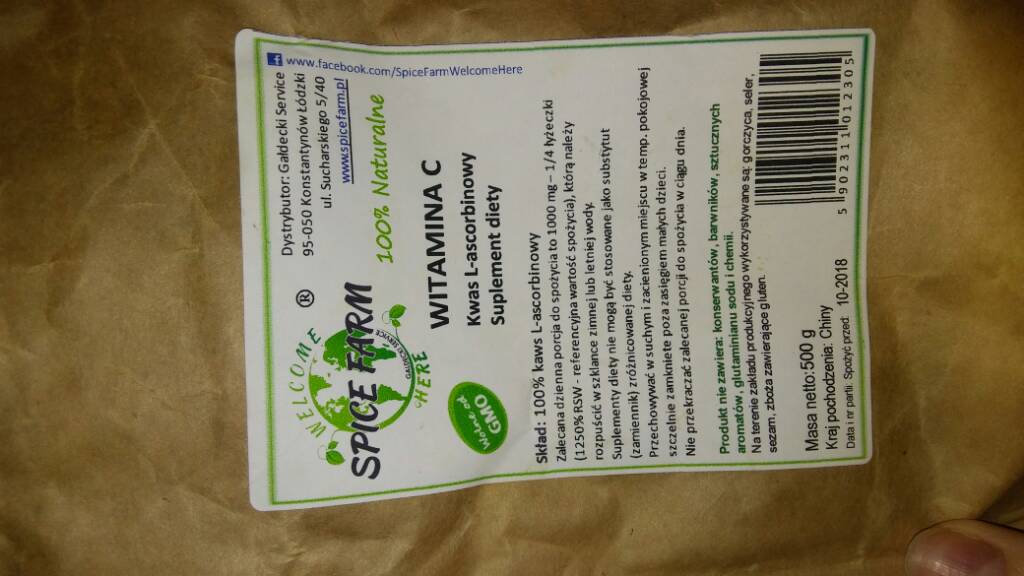 www.facebook.com/SpiceFarmWelcomeHere
Dystrybutor: Gałdecki Service
95-050 Konstantynów Łódzki
ul. Sucharskiego 5/40
www.spicefarm.pl
WELCOME
®
SPICE FARM
GAŁDECKI SERVICE
HERE
100% Naturalne
WITAMINA C
Kwas L-ascorbinowy
Suplement diety
Wolne od
GMO
Skład: 100% kaws L-ascorbinowy
Zalecana dzienna porcja do spożycia to 1000 mg – 1/4 łyżeczki
(1250% RSW - referencyjna wartość spożycia), którą należy
rozpuścić w szklance zimnej lub letniej wody.
Suplementy diety nie mogą być stosowane jako substytut
(zamiennik) zróżnicowanej diety.
Przechowywać w suchym i zacienionym miejscu w temp. pokojowej
szczelnie zamkniete poza zasięgiem małych dzieci.
Nie przekraczać zalecanej porcji do spożycia w ciągu dnia.
Produkt nie zawiera: konserwantów, barwników, sztucznych
aromatów, glutaminianu sodu i chemii.
Na terenie zakładu produkcyjnego wykorzystywane są: gorczyca, seler,
sezam, zboża zawierające gluten.
Masa netto:500 g
Kraj pochodzenia: Chiny
Data i nr partii. Spożyć przed: 10-2018
5 902311 012305